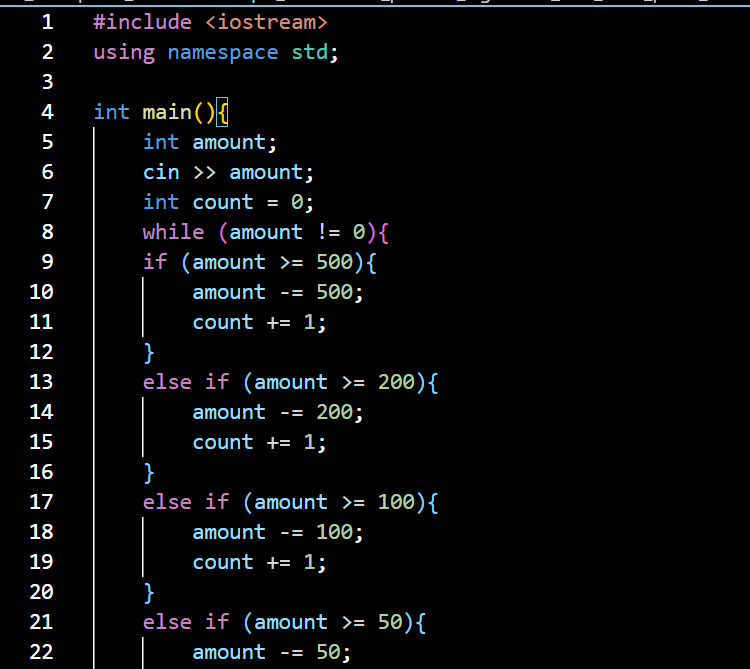 1 #include <iostream>
2 using namespace std;
3
4 int main(){
5     int amount;
6     cin >> amount;
7     int count = 0;
8     while (amount != 0){
9     if (amount >= 500){
10         amount -= 500;
11         count += 1;
12     }
13     else if (amount >= 200){
14         amount -= 200;
15         count += 1;
16     }
17     else if (amount >= 100){
18         amount -= 100;
19         count += 1;
20     }
21     else if (amount >= 50){
22         amount -= 50;